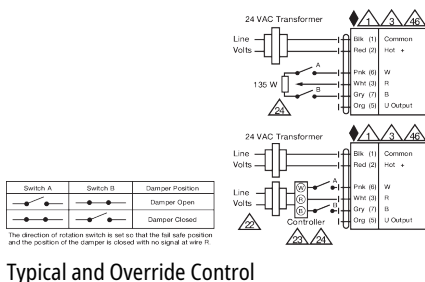 24 VAC Transformer
1 3 46
Line
Volts
Blk (1) Common
Red (2) Hot +
A
Pnk (6) W
135 W
Wht (3) R
B
Gry (7) B
Org (5) U Output
24
24 VAC Transformer
1 3 46
Line
Volts
Blk (1) Common
Red (2) Hot +
Line
Volts
W A
Pnk (6) W
R
Wht (3) R
B B
Gry (7) B
Org (5) U Output
22
Controller
23 24
Switch A Switch B Damper Position
Damper Open
Damper Closed
The direction of rotation switch is set so that the fail safe position
and the position of the damper is closed with no signal at wire R.
Typical and Override Control